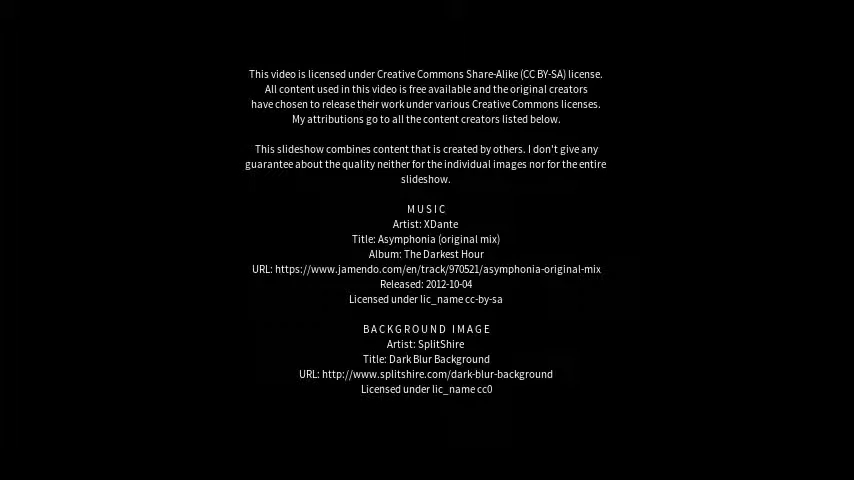 This video is licensed under Creative Commons Share-Alike (CC BY-SA) license.
All content used in this video is free available and the original creators
have chosen to release their work under various Creative Commons licenses.
My attributions go to all the content creators listed below.
This slideshow combines content that is created by others. I don't give any
guarantee about the quality neither for the individual images nor for the entire
slideshow.
MUSIC
Artist: XDante
Title: Asymphonia (original mix)
Album: The Darkest Hour
URL: https://www.jamendo.com/en/track/970521/asymphonia-original-mix
Released: 2012-10-04
Licensed under lic_name cc-by-sa
BACKGROUND IMAGE
Artist: SplitShire
Title: Dark Blur Background
URL: http://www.splitshire.com/dark-blur-background
Licensed under lic_name cc0